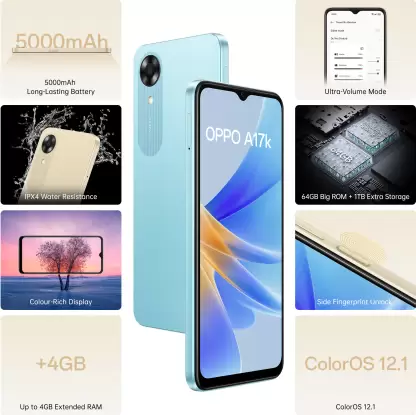 5000mAh
5000mAh
Long-Lasting Battery
Ultra-Volume Mode
IPX4 Water Resistance
OPPO A17k
64GB Big ROM + 1TB Extra Storage
Colour-Rich Display
Side Fingerprint Unlock
+4GB
Up to 4GB Extended RAM
ColorOS 12.1
ColorOS 12.1